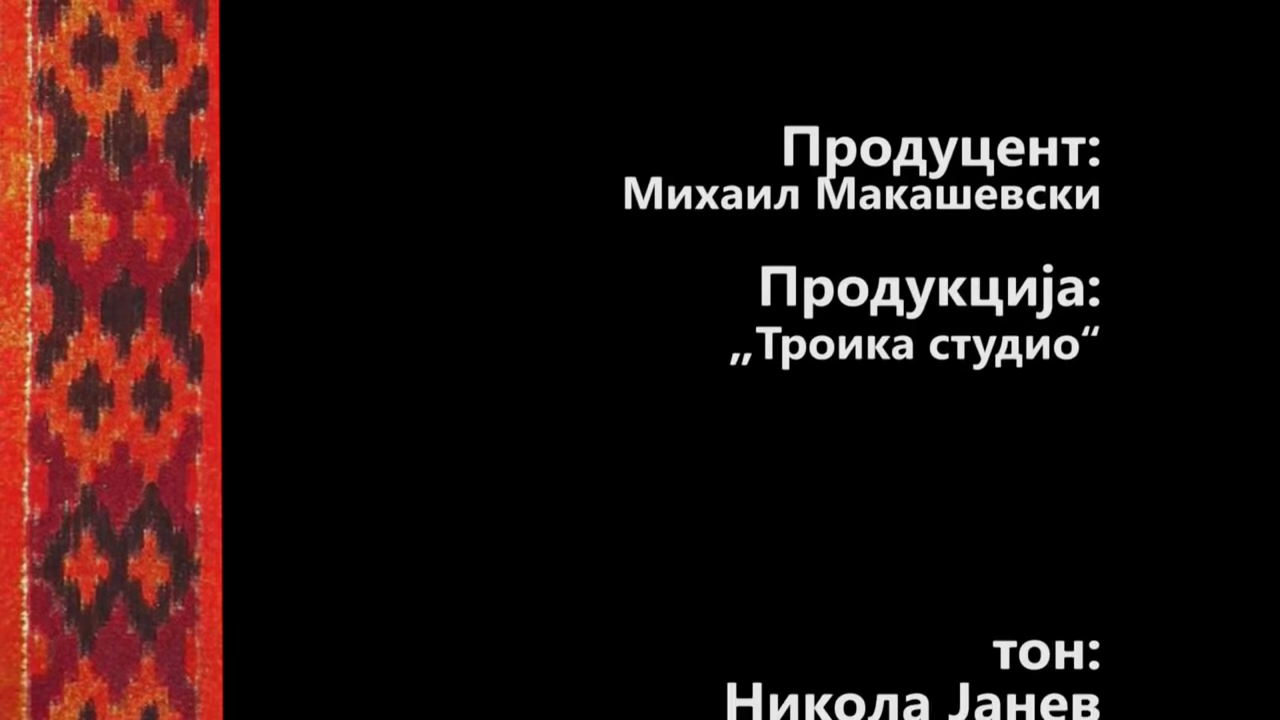 Продуцент:
Михаил Макашевски
Продукција:
„Троика студио“
тон:
Никола Јанев